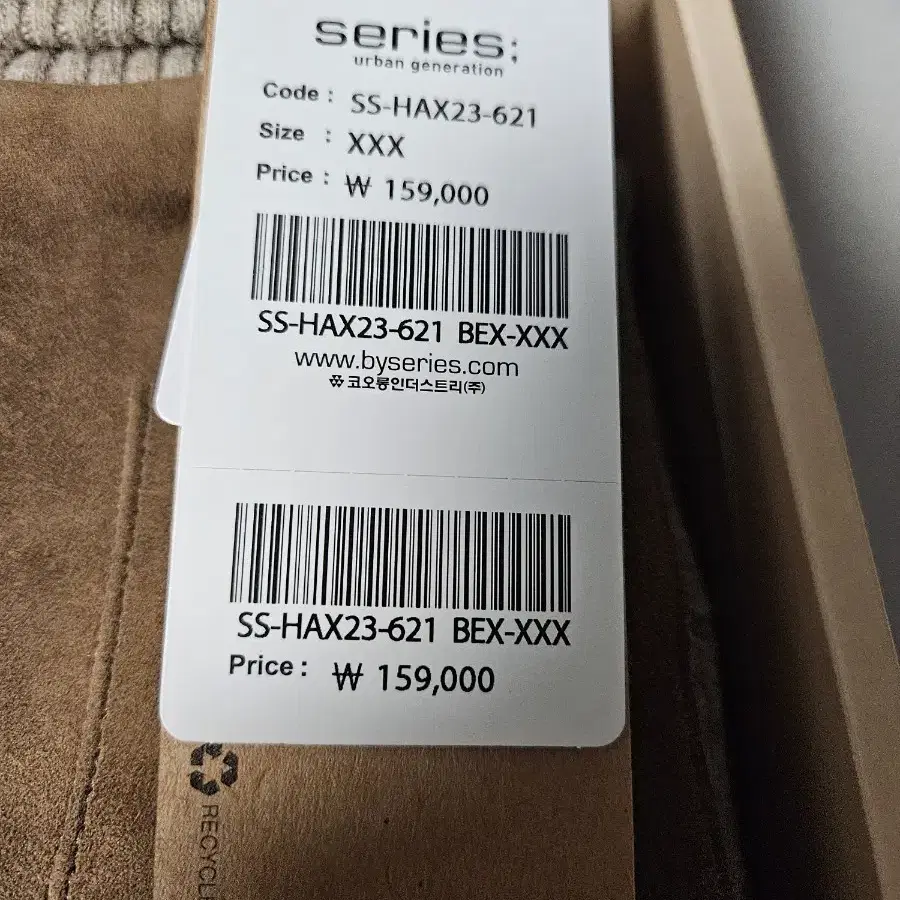 series;
urban generation
Code : SS-HAX23-621
Size : XXX
Price : ₩ 159,000
SS-HAX23-621 BEX-XXX
www.byseries.com
코오롱인더스트리(주)
SS-HAX23-621 BEX-XXX
Price : ₩ 159,000